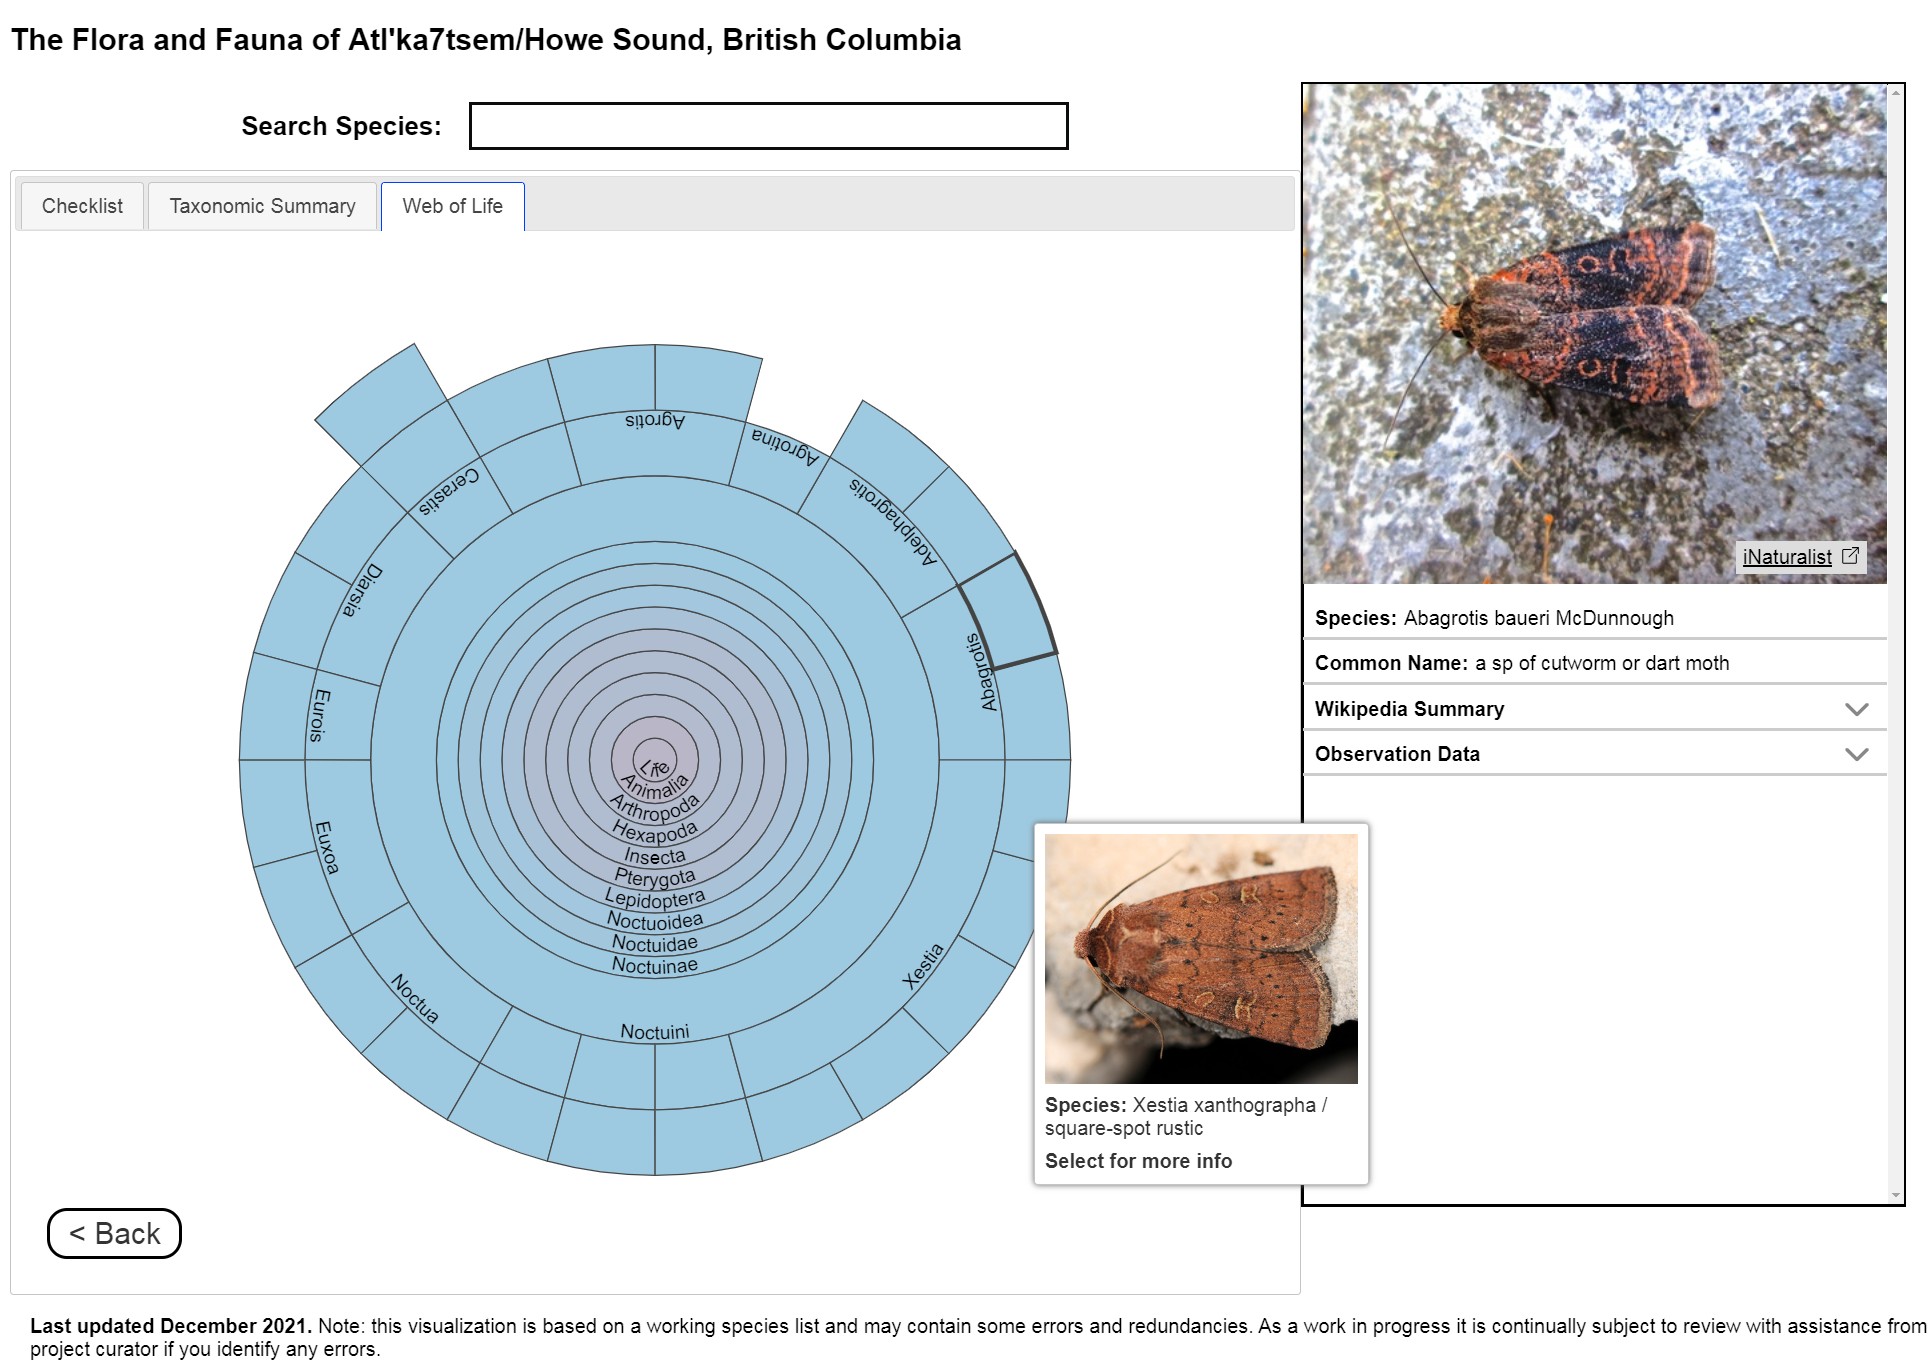 The Flora and Fauna of Atl'ka7tsem/Howe Sound, British Columbia
Search Species:
Checklist
Taxonomic Summary
Web of Life
Agrotis
Agrotina
Cerastis
Adelphagrotis
Diarsia
Abagrotis
Eurois
Life
Animalia
Arthropoda
Hexapoda
Insecta
Pterygota
Lepidoptera
Noctuoidea
Noctuidae
Noctuinae
Euxoa
Xestia
Noctua
Noctuini
< Back
iNaturalist
Species: Abagrotis baueri McDunnough
Common Name: a sp of cutworm or dart moth
Wikipedia Summary
Observation Data
Species: Xestia xanthographa /
square-spot rustic
Select for more info
Last updated December 2021. Note: this visualization is based on a working species list and may contain some errors and redundancies. As a work in progress it is continually subject to review with assistance from
project curator if you identify any errors.